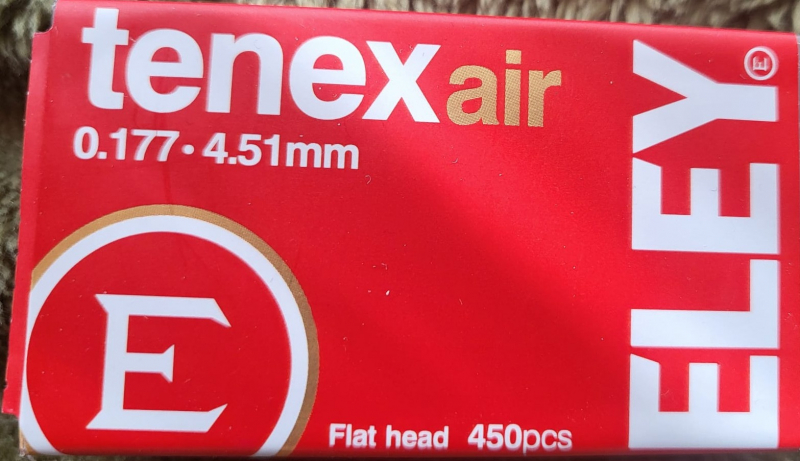 tenex air
0.177 • 4.51mm
ELEY
E
E
Flat head 450pcs